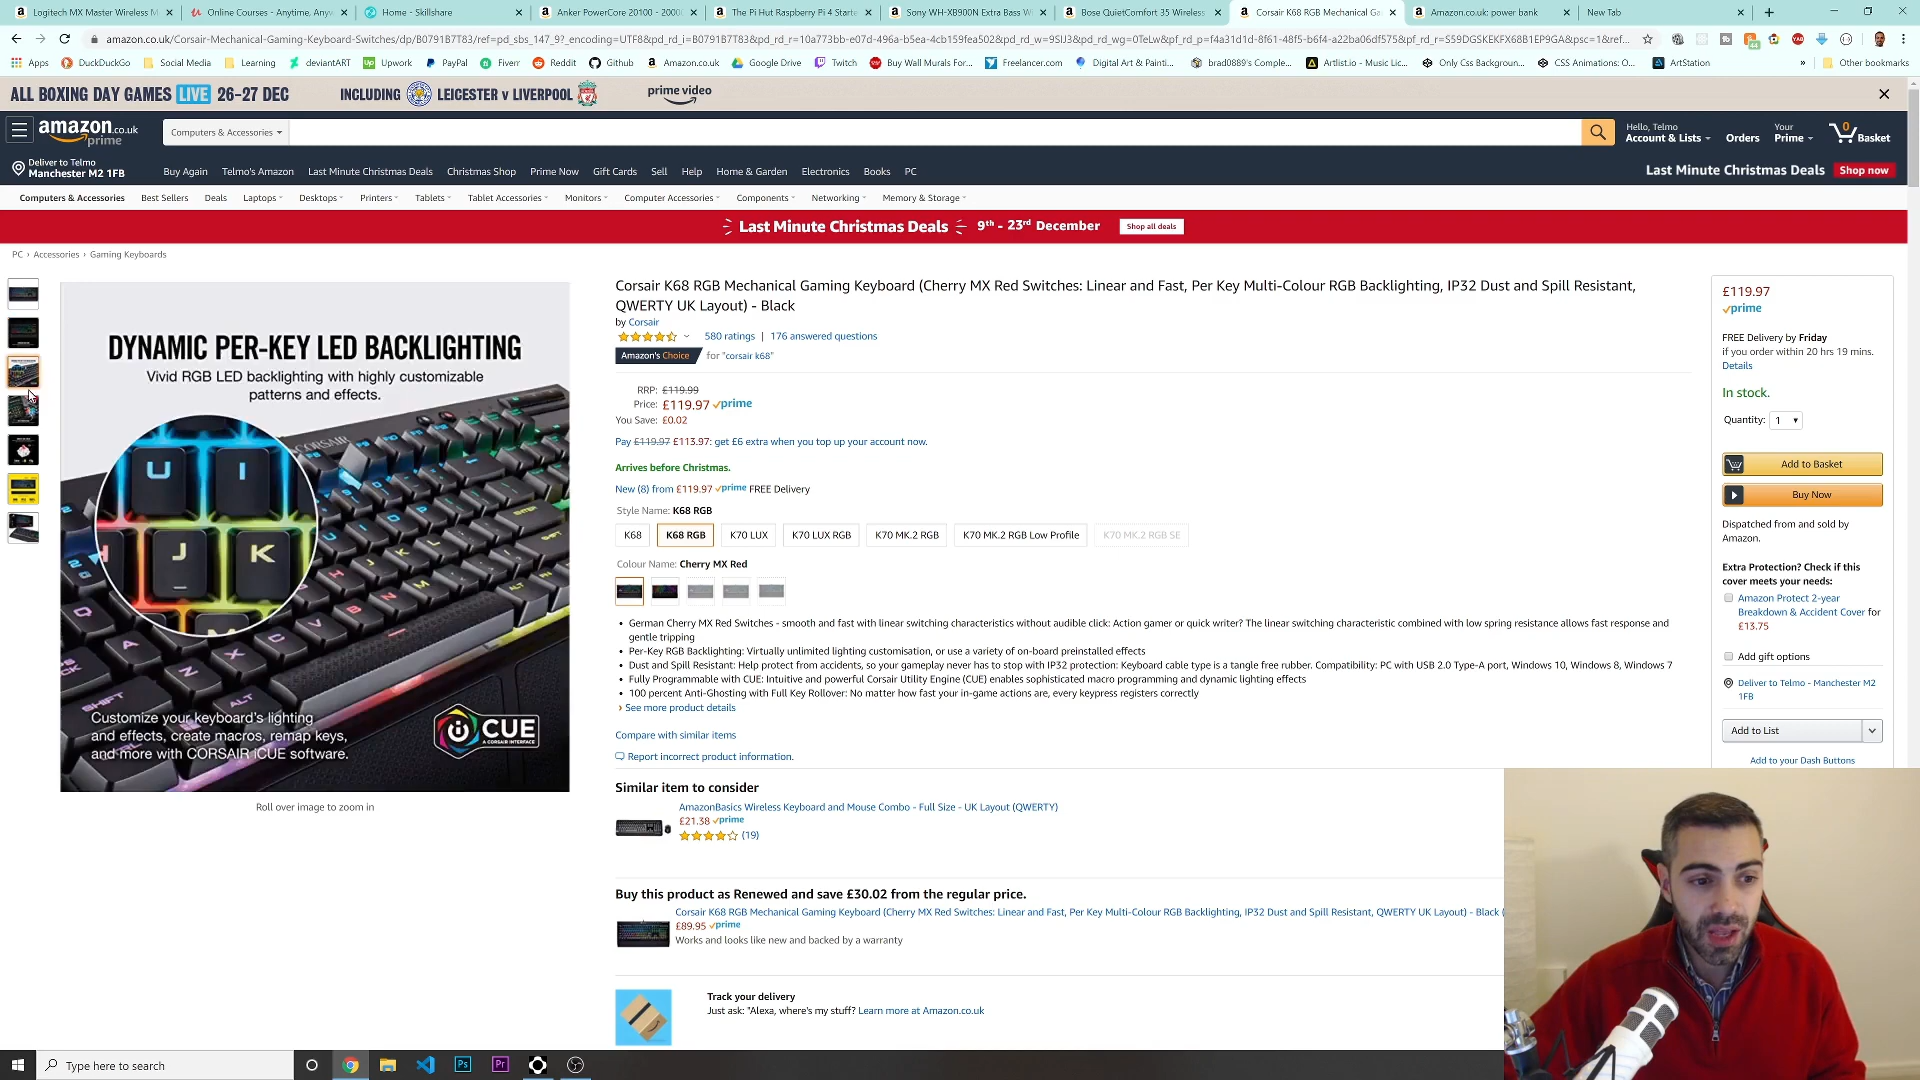 Logitech MX Master Wireless M
Online Courses - Anytime, Anyw
Home - Skillshare
Anker PowerCore 20100 - 2000
The Pi Hut Raspberry Pi 4 Starte
Sony WH-XB900N Extra Bass W
Bose QuietComfort 35 Wireless
Corsair K68 RGB Mechanical Ga
Amazon.co.uk: power bank
New Tab
amazon.co.uk/Corsair-Mechanical-Gaming-Keyboard-Switches/dp/B0791B7T83/ref=pd_sbs_147_9?_encoding=UTF8&pd_rd_i=B0791B7T83&pd_rd_r=10a773bb-e07d-496a-b5ea-4cb159fea502&pd_rd_w=9SIJ3&pd_rd_wg=0TeLw&pf_rd_p=f4a31d1d-8f61-48f5-b6f4-a22ba06df575&pf_rd_r=S59DGSKEKFX68B1EP9GA&psc=1&ref...
Apps DuckDuckGo Social Media Learning deviantART Upwork PayPal Fiverr Reddit Github Amazon.co.uk Google Drive Twitch Buy Wall Murals For... Freelancer.com Digital Art & Painti... brad0889's Comple... Artlist.io - Music Lic... Only Css Backgroun... CSS Animations: O... ArtStation » Other bookmarks
ALL BOXING DAY GAMES LIVE 26-27 DEC INCLUDING LEICESTER v LIVERPOOL prime video
amazon.co.uk
prime
Computers & Accessories
Hello, Telmo
Account & Lists
Orders
Your
Prime
0
Basket
Deliver to Telmo
Manchester M2 1FB
Buy Again Telmo's Amazon Last Minute Christmas Deals Christmas Shop Prime Now Gift Cards Sell Help Home & Garden Electronics Books PC
Last Minute Christmas Deals Shop now
Computers & Accessories Best Sellers Deals Laptops Desktops Printers Tablets Tablet Accessories Monitors Computer Accessories Components Networking Memory & Storage
Last Minute Christmas Deals 9th - 23rd December Shop all deals
PC › Accessories › Gaming Keyboards
DYNAMIC PER-KEY LED BACKLIGHTING
Vivid RGB LED backlighting with highly customizable
patterns and effects.
CORSAIR
U I
H J K
M
Customize your keyboard's lighting
and effects, create macros, remap keys,
and more with CORSAIR iCUE software.
iCUE
A CORSAIR INTERFACE
Roll over image to zoom in
Corsair K68 RGB Mechanical Gaming Keyboard (Cherry MX Red Switches: Linear and Fast, Per Key Multi-Colour RGB Backlighting, IP32 Dust and Spill Resistant,
QWERTY UK Layout) - Black
by Corsair
580 ratings | 176 answered questions
Amazon's Choice for "corsair k68"
RRP: £119.99
Price: £119.97 prime
You Save: £0.02
Pay £119.97 £113.97: get £6 extra when you top up your account now.
Arrives before Christmas.
New (8) from £119.97 prime FREE Delivery
Style Name: K68 RGB
K68 K68 RGB K70 LUX K70 LUX RGB K70 MK.2 RGB K70 MK.2 RGB Low Profile K70 MK.2 RGB SE
Colour Name: Cherry MX Red
• German Cherry MX Red Switches - smooth and fast with linear switching characteristics without audible click: Action gamer or quick writer? The linear switching characteristic combined with low spring resistance allows fast response and
gentle tripping
• Per-Key RGB Backlighting: Virtually unlimited lighting customisation, or use a variety of on-board preinstalled effects
• Dust and Spill Resistant: Help protect from accidents, so your gameplay never has to stop with IP32 protection: Keyboard cable type is a tangle free rubber. Compatibility: PC with USB 2.0 Type-A port, Windows 10, Windows 8, Windows 7
• Fully Programmable with CUE: Intuitive and powerful Corsair Utility Engine (CUE) enables sophisticated macro programming and dynamic lighting effects
• 100 percent Anti-Ghosting with Full Key Rollover: No matter how fast your in-game actions are, every keypress registers correctly
› See more product details
Compare with similar items
Report incorrect product information.
Similar item to consider
AmazonBasics Wireless Keyboard and Mouse Combo - Full Size - UK Layout (QWERTY)
£21.38 prime
(19)
Buy this product as Renewed and save £30.02 from the regular price.
Corsair K68 RGB Mechanical Gaming Keyboard (Cherry MX Red Switches: Linear and Fast, Per Key Multi-Colour RGB Backlighting, IP32 Dust and Spill Resistant, QWERTY UK Layout) - Black (
£89.95 prime
Works and looks like new and backed by a warranty
Track your delivery
Just ask: "Alexa, where's my stuff? Learn more at Amazon.co.uk
£119.97
prime
FREE Delivery by Friday
if you order within 20 hrs 19 mins.
Details
In stock.
Quantity: 1
Add to Basket
Buy Now
Dispatched from and sold by
Amazon.
Extra Protection? Check if this
cover meets your needs:
Amazon Protect 2-year
Breakdown & Accident Cover for
£13.75
Add gift options
Deliver to Telmo - Manchester M2
1FB
Add to List
Add to your Dash Buttons
Type here to search
Ps Pr